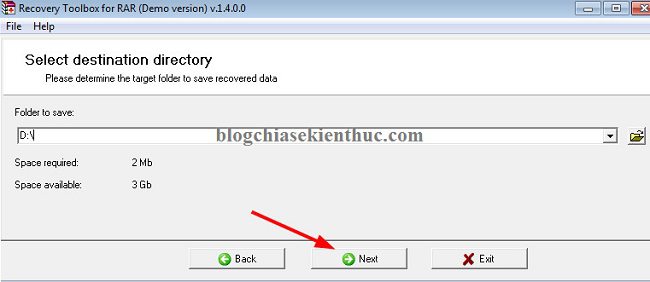 Recovery Toolbox for RAR (Demo version) v.1.4.0.0
File Help
Select destination directory
Please determine the target folder to save recovered data
Folder to save:
D:\
blogchiasekienthuc.com
Space required: 2 Mb
Space available: 3 Gb
Back Next Exit